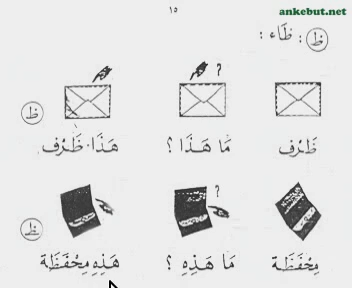 ١٥
ankebut.net
ظ : ظَاء :
?
ظ
ظَرْف مَا هَذَا ؟ هَذَا ظَرْف
?
ظ
مِحْفَظَة مَا هَذِهِ ؟ هَذِهِ مِحْفَظَة